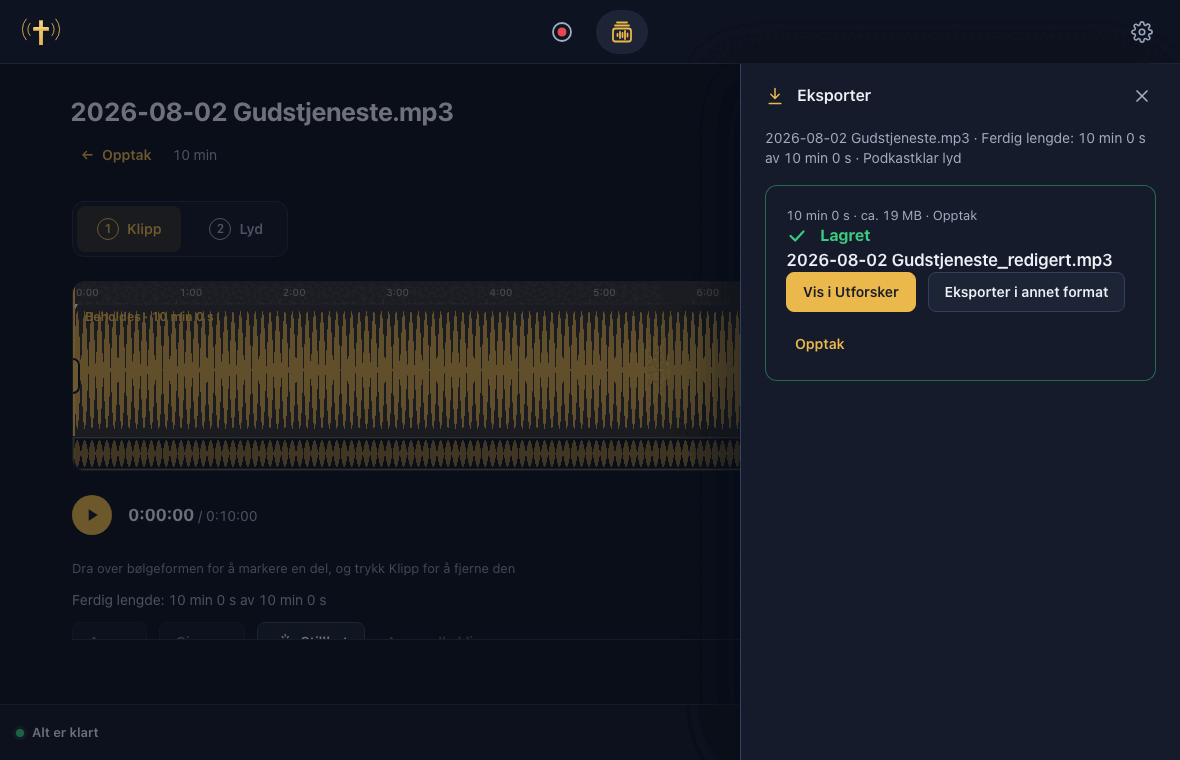 2026-08-02 Gudstjeneste.mp3
← Opptak 10 min
1 Klipp 2 Lyd
0:00 1:00 2:00 3:00 4:00 5:00 6:00
Beholdes · 10 min 0 s
0:00:00 / 0:10:00
Dra over bølgeformen for å markere en del, og trykk Klipp for å fjerne den
Ferdig lengde: 10 min 0 s av 10 min 0 s
Alt er klart
Eksporter
2026-08-02 Gudstjeneste.mp3 · Ferdig lengde: 10 min 0 s
av 10 min 0 s · Podkastklar lyd
10 min 0 s · ca. 19 MB · Opptak
Lagret
2026-08-02 Gudstjeneste_redigert.mp3
Vis i Utforsker Eksporter i annet format
Opptak